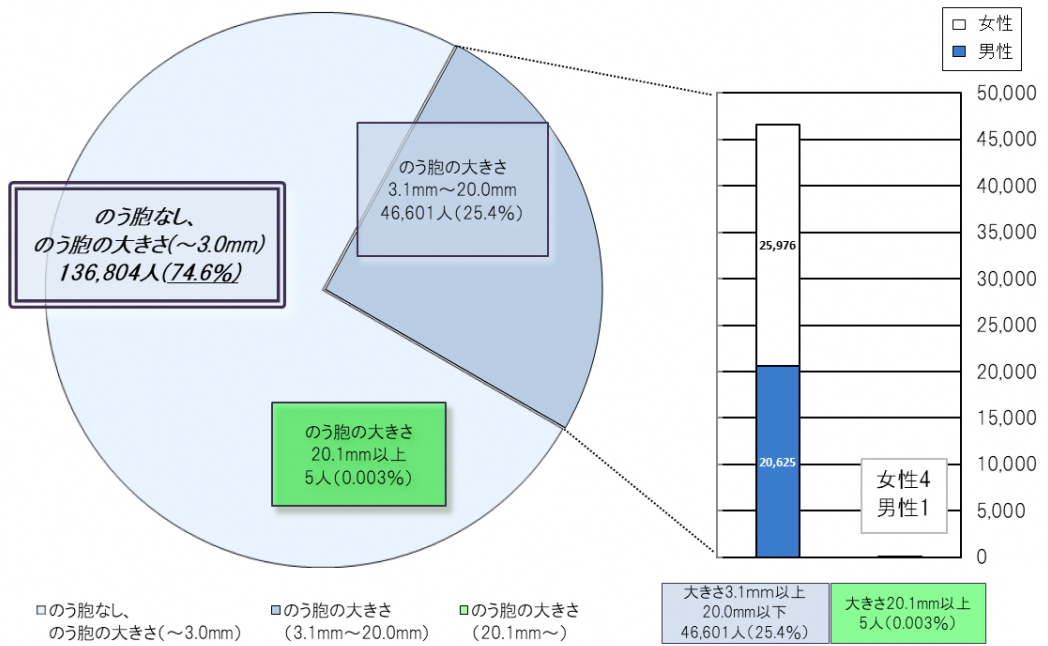 女性
男性
のう胞の大きさ
3.1mm～20.0mm
46,601人(25.4%)
のう胞なし、
のう胞の大きさ(～3.0mm)
136,804人(74.6%)
のう胞の大きさ
20.1mm以上
5人(0.003%)
50,000
45,000
40,000
35,000
30,000
25,000
20,000
15,000
10,000
5,000
0
25,976
20,625
女性4
男性1
大きさ3.1mm以上
20.0mm以下
46,601人(25.4%)
大きさ20.1mm以上
5人(0.003%)
のう胞なし、
のう胞の大きさ(～3.0mm)
のう胞の大きさ
(3.1mm～20.0mm)
のう胞の大きさ
(20.1mm～)